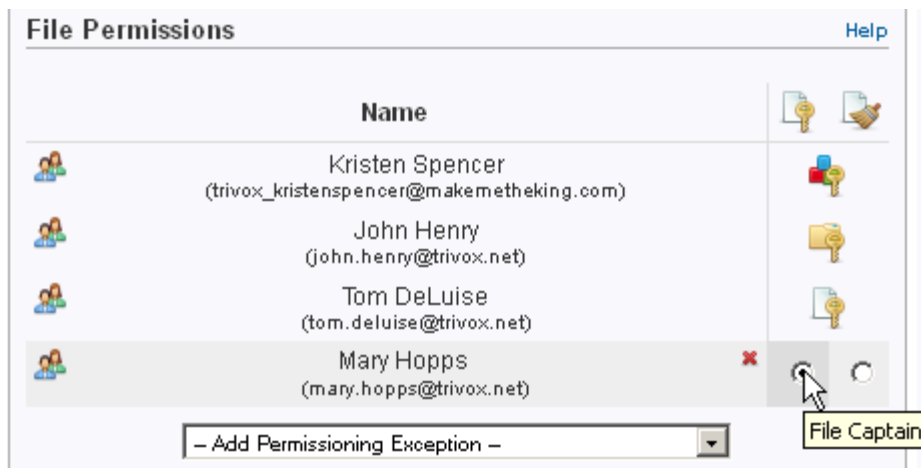 File Permissions Help
Name
Kristen Spencer
(trivox_kristenspencer@makemetheking.com)
John Henry
(john.henry@trivox.net)
Tom DeLuise
(tom.deluise@trivox.net)
Mary Hopps
(mary.hopps@trivox.net)
File Captain
– Add Permissioning Exception –